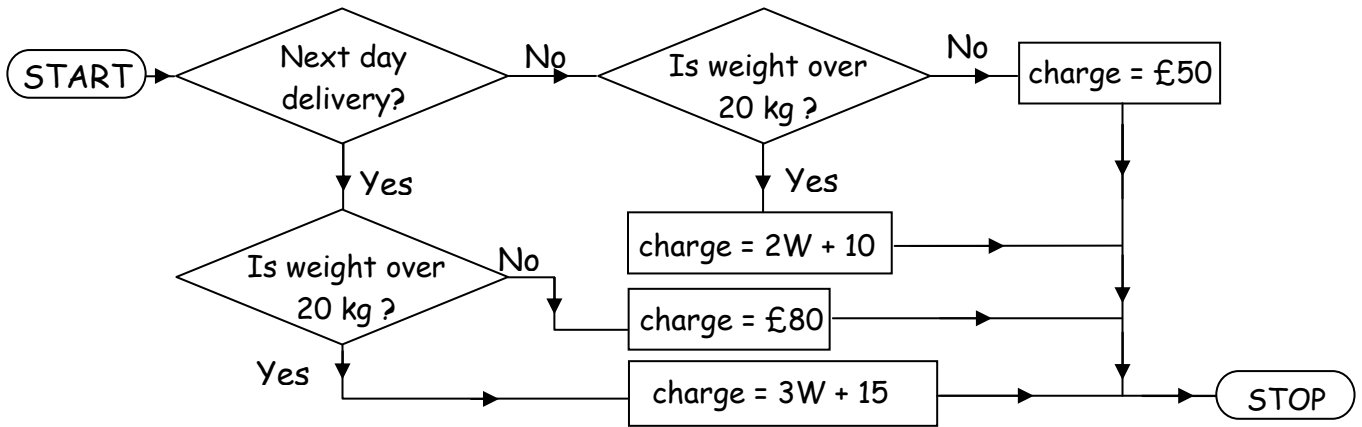 START
Next day
delivery?
No
Is weight over
20 kg ?
No
charge = £50
Yes
Yes
charge = 2W + 10
Is weight over
20 kg ?
No
charge = £80
Yes
charge = 3W + 15
STOP